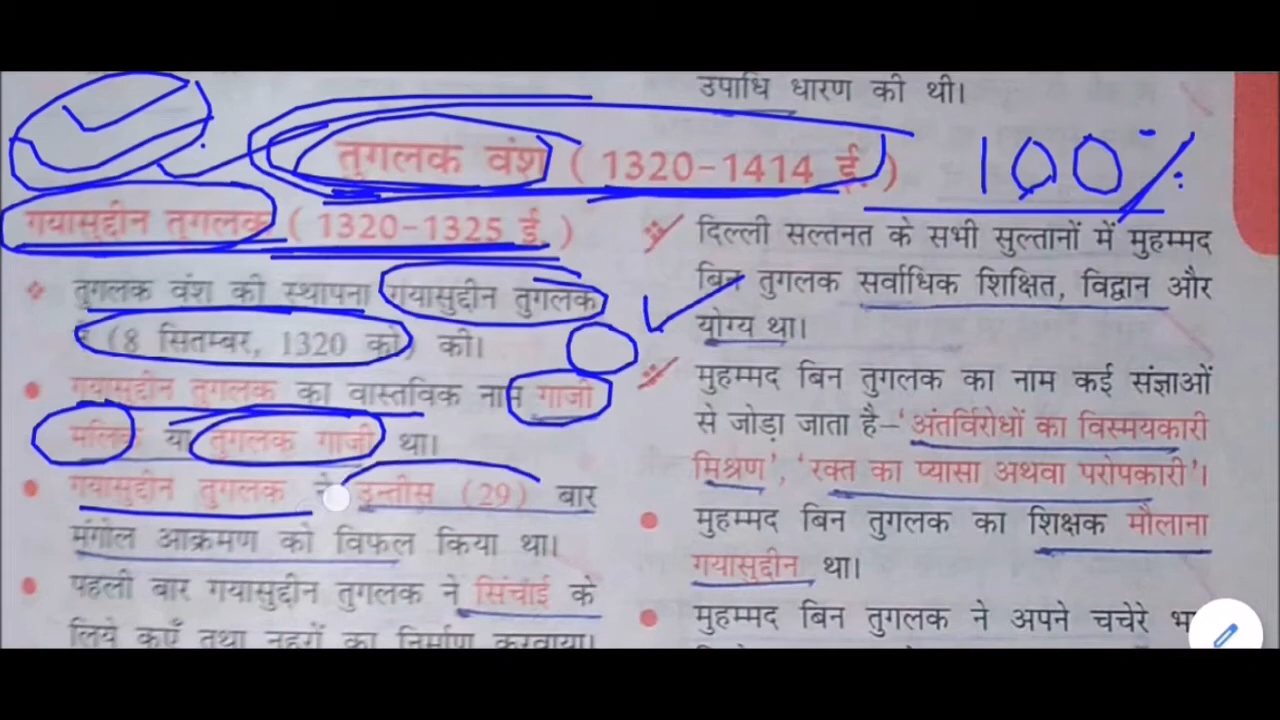 तुगलक वंश ( 1320-1414 ई. )
गयासुद्दीन तुगलक ( 1320-1325 ई. )
तुगलक वंश की स्थापना गयासुद्दीन तुगलक
(8 सितम्बर, 1320 को) की।
गयासुद्दीन तुगलक का वास्तविक नाम गाजी
मलिक या तुगलक गाजी था।
गयासुद्दीन तुगलक ने उन्तीस (29) बार
मंगोल आक्रमण को विफल किया था।
पहली बार गयासुद्दीन तुगलक ने सिंचाई के
लिये कुएँ तथा नहरों का निर्माण करवाया।
उपाधि धारण की थी।
100%
दिल्ली सल्तनत के सभी सुल्तानों में मुहम्मद
बिन तुगलक सर्वाधिक शिक्षित, विद्वान और
योग्य था।
मुहम्मद बिन तुगलक का नाम कई संज्ञाओं
से जोड़ा जाता है–‘अंतर्विरोधों का विस्मयकारी
मिश्रण’, ‘रक्त का प्यासा अथवा परोपकारी’।
मुहम्मद बिन तुगलक का शिक्षक मौलाना
गयासुद्दीन था।
मुहम्मद बिन तुगलक ने अपने चचेरे